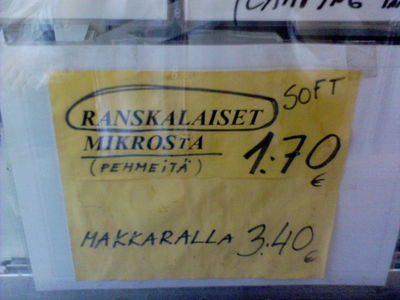 SOFT
RANSKALAISET
MIKROSTA
(PEHMEITÄ) 1:70 €
MAKKARALLA 3.40 €